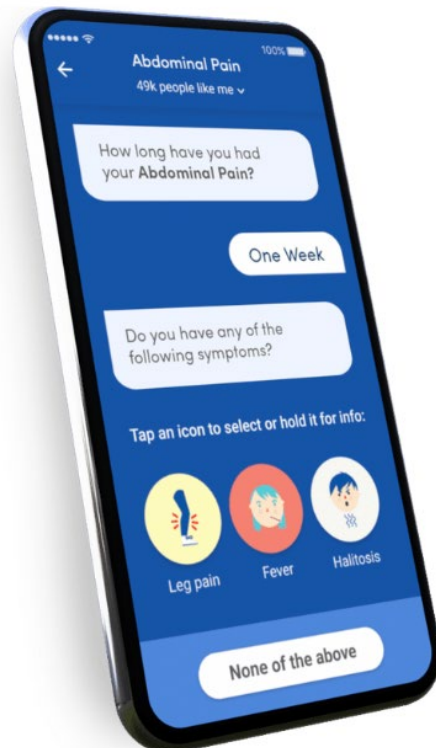 100%
Abdominal Pain
49k people like me
How long have you had
your Abdominal Pain?
One Week
Do you have any of the
following symptoms?
Tap an icon to select or hold it for info:
Leg pain
Fever
Halitosis
None of the above